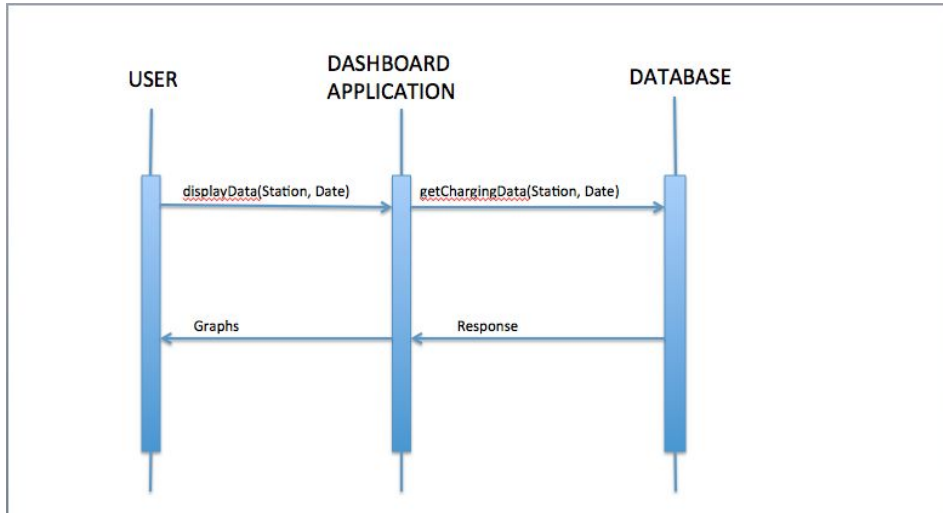 USER
DASHBOARD
APPLICATION
DATABASE
displayData(Station, Date)
getChargingData(Station, Date)
Graphs
Response